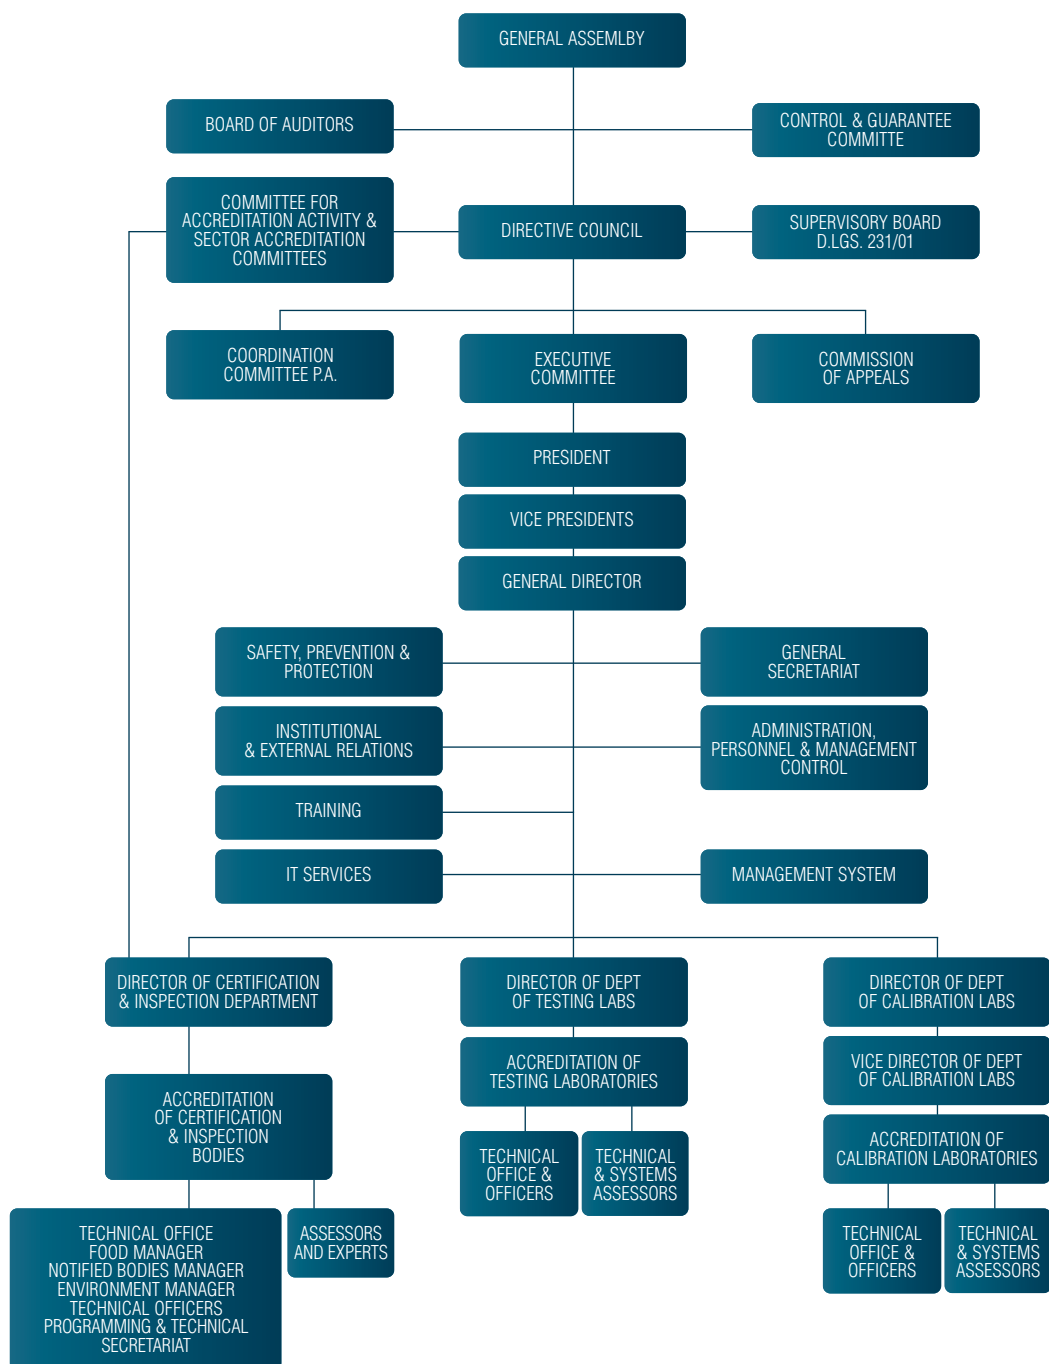 GENERAL ASSEMLBY
BOARD OF AUDITORS
CONTROL & GUARANTEE
COMMITTE
COMMITTEE FOR
ACCREDITATION ACTIVITY &
SECTOR ACCREDITATION
COMMITTEES
DIRECTIVE COUNCIL
SUPERVISORY BOARD
D.LGS. 231/01
COORDINATION
COMMITTEE P.A.
EXECUTIVE
COMMITTEE
COMMISSION
OF APPEALS
PRESIDENT
VICE PRESIDENTS
GENERAL DIRECTOR
SAFETY, PREVENTION &
PROTECTION
GENERAL
SECRETARIAT
INSTITUTIONAL
& EXTERNAL RELATIONS
ADMINISTRATION,
PERSONNEL & MANAGEMENT
CONTROL
TRAINING
IT SERVICES
MANAGEMENT SYSTEM
DIRECTOR OF CERTIFICATION
& INSPECTION DEPARTMENT
DIRECTOR OF DEPT
OF TESTING LABS
DIRECTOR OF DEPT
OF CALIBRATION LABS
ACCREDITATION
OF CERTIFICATION
& INSPECTION
BODIES
ACCREDITATION OF
TESTING LABORATORIES
VICE DIRECTOR OF DEPT
OF CALIBRATION LABS
ACCREDITATION OF
CALIBRATION LABORATORIES
TECHNICAL
OFFICE &
OFFICERS
TECHNICAL
& SYSTEMS
ASSESSORS
TECHNICAL OFFICE
FOOD MANAGER
NOTIFIED BODIES MANAGER
ENVIRONMENT MANAGER
TECHNICAL OFFICERS
PROGRAMMING & TECHNICAL
SECRETARIAT
ASSESSORS
AND EXPERTS
TECHNICAL
OFFICE &
OFFICERS
TECHNICAL
& SYSTEMS
ASSESSORS